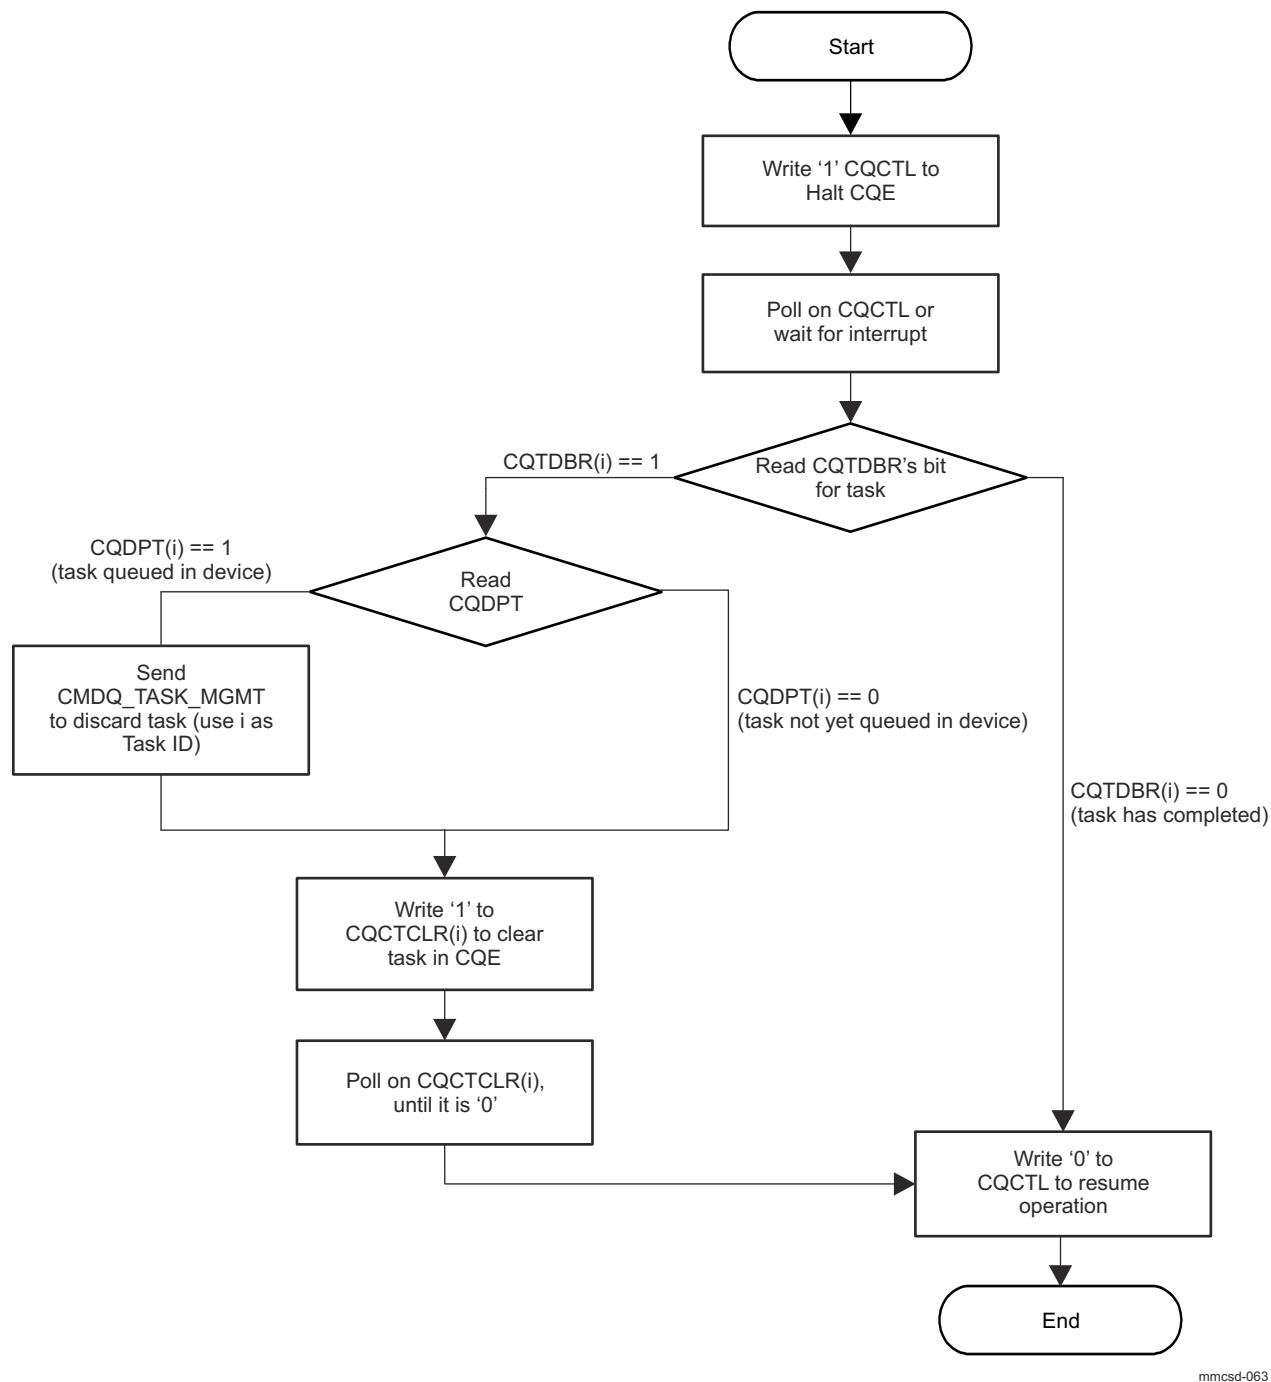 Start
Write ‘1’ CQCTL to
Halt CQE
Poll on CQCTL or
wait for interrupt
Read CQTDBR’s bit
for task
CQTDBR(i) == 1
CQDPT(i) == 1
(task queued in device)
Read
CQDPT
Send
CMDQ_TASK_MGMT
to discard task (use i as
Task ID)
CQDPT(i) == 0
(task not yet queued in device)
CQTDBR(i) == 0
(task has completed)
Write ‘1’ to
CQCTCLR(i) to clear
task in CQE
Poll on CQCTCLR(i),
until it is ‘0’
Write ‘0’ to
CQCTL to resume
operation
End
mmcsd-063